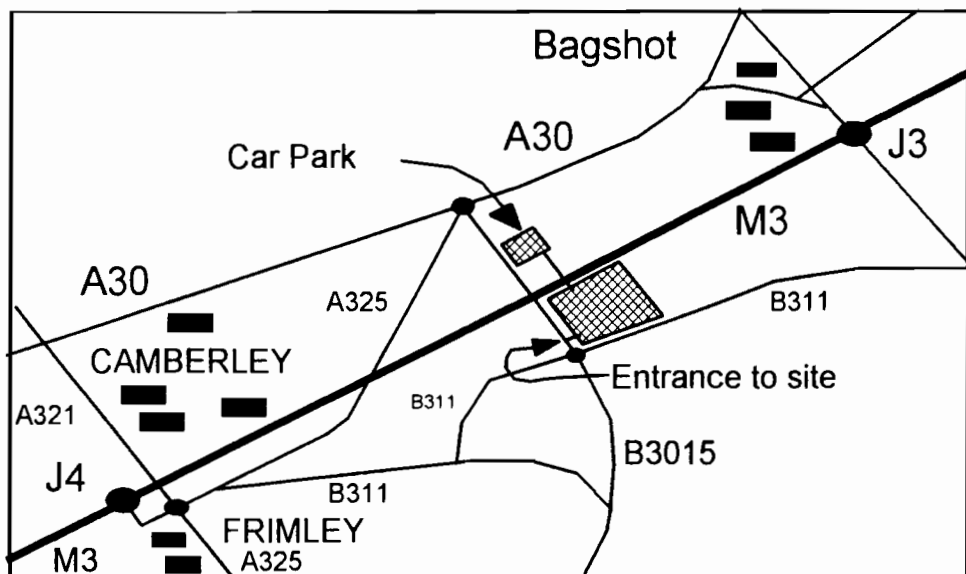 Bagshot
A30
Car Park
J3
M3
A30
A325
B311
CAMBERLEY
Entrance to site
A321
B311
B3015
J4
B311
FRIMLEY
M3
A325